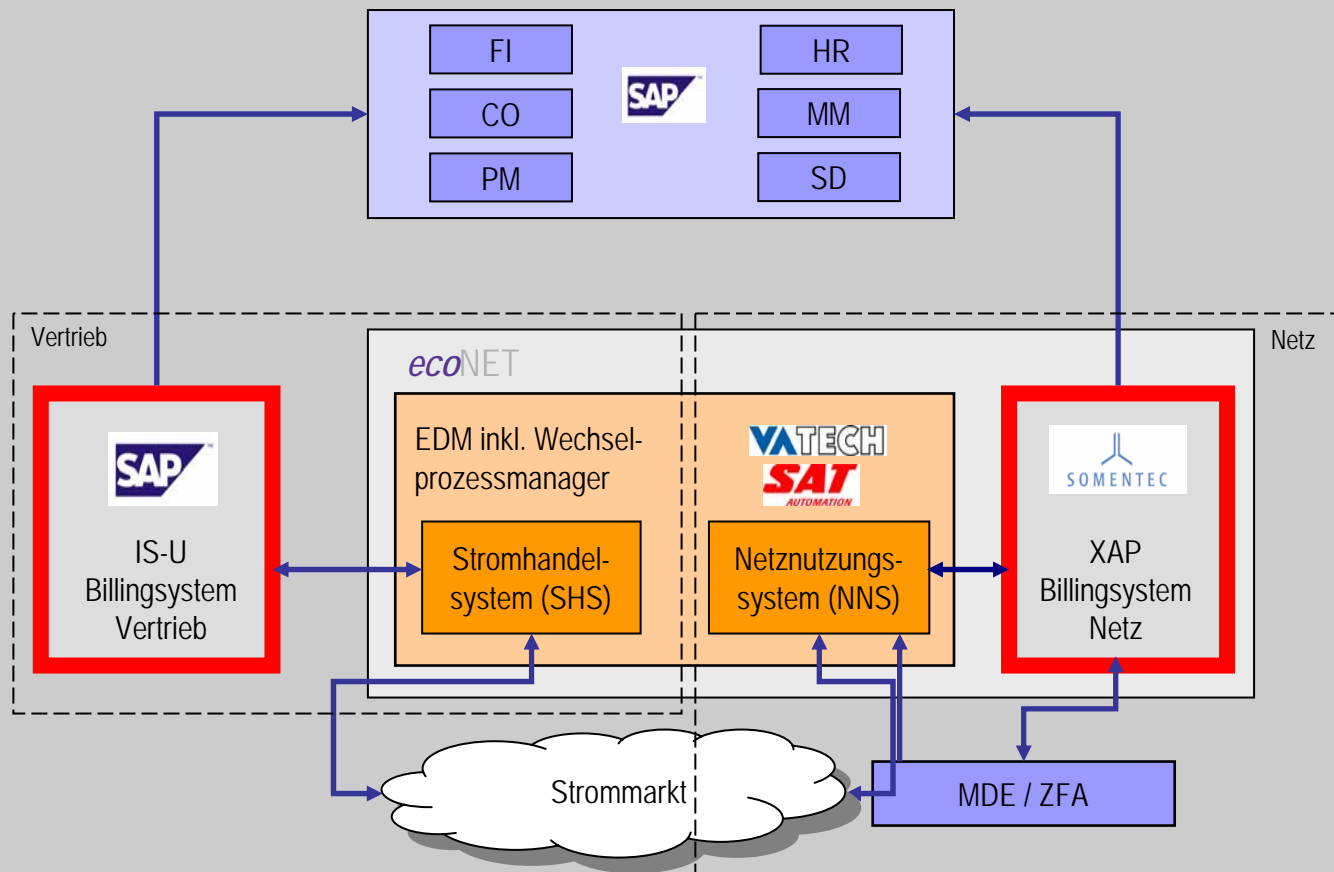 FI
HR
SAP
CO
MM
PM
SD
Vertrieb
Netz
ecoNET
SAP
IS-U
Billingsystem
Vertrieb
EDM inkl. Wechsel-
prozessmanager
VATECH
SAT
AUTOMATION
Stromhandel-
system (SHS)
Netznutzungs-
system (NNS)
SOMENTEC
XAP
Billingsystem
Netz
Strommarkt
MDE / ZFA